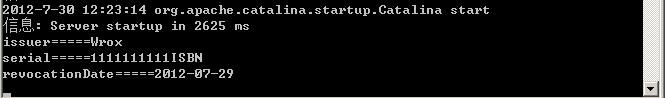 2012-7-30 12:23:14 org.apache.catalina.startup.Catalina start
信息: Server startup in 2625 ms
issuer=====Wrox
serial=====1111111111ISBN
revocationDate=====2012-07-29